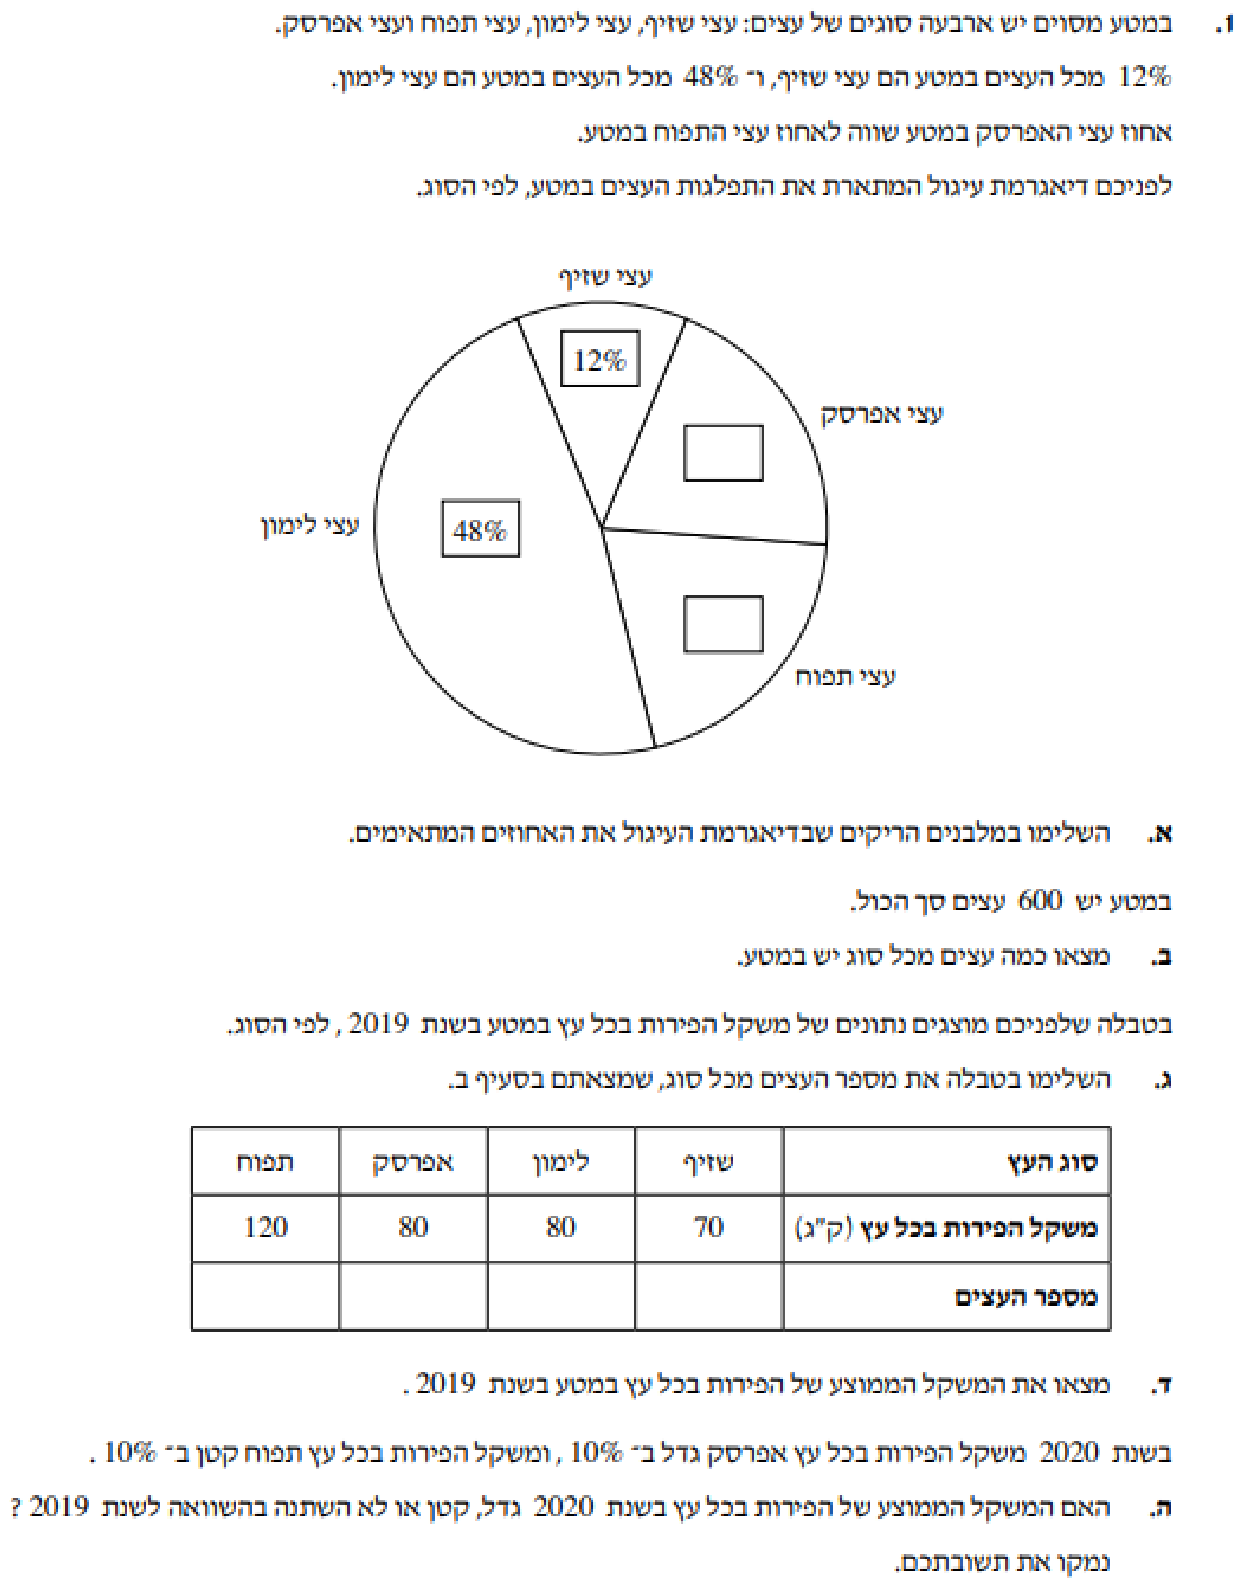 1. במטע מסוים יש ארבעה סוגים של עצים: עצי שזיף, עצי לימון, עצי תפוח ועצי אפרסק.
12% מכל העצים במטע הם עצי שזיף, ו־ 48% מכל העצים במטע הם עצי לימון.
אחוז עצי האפרסק במטע שווה לאחוז עצי התפוח במטע.
לפניכם דיאגרמת עיגול המתארת את התפלגות העצים במטע, לפי הסוג.
עצי שזיף
12%
עצי אפרסק
עצי לימון
48%
עצי תפוח
א. השלימו במלבנים הריקים שבדיאגרמת העיגול את האחוזים המתאימים.
במטע יש 600 עצים סך הכול.
ב. מצאו כמה עצים מכל סוג יש במטע.
בטבלה שלפניכם מוצגים נתונים של משקל הפירות בכל עץ במטע בשנת 2019 , לפי הסוג.
ג. השלימו בטבלה את מספר העצים מכל סוג, שמצאתם בסעיף ב.
סוג העץ שזיף לימון אפרסק תפוח
משקל הפירות בכל עץ (ק"ג) 70 80 80 120
מספר העצים
ד. מצאו את המשקל הממוצע של הפירות בכל עץ במטע בשנת 2019 .
בשנת 2020 משקל הפירות בכל עץ אפרסק גדל ב־ 10% , ומשקל הפירות בכל עץ תפוח קטן ב־ 10% .
ה. האם המשקל הממוצע של הפירות בכל עץ בשנת 2020 גדל, קטן או לא השתנה בהשוואה לשנת 2019 ?
נמקו את תשובתכם.